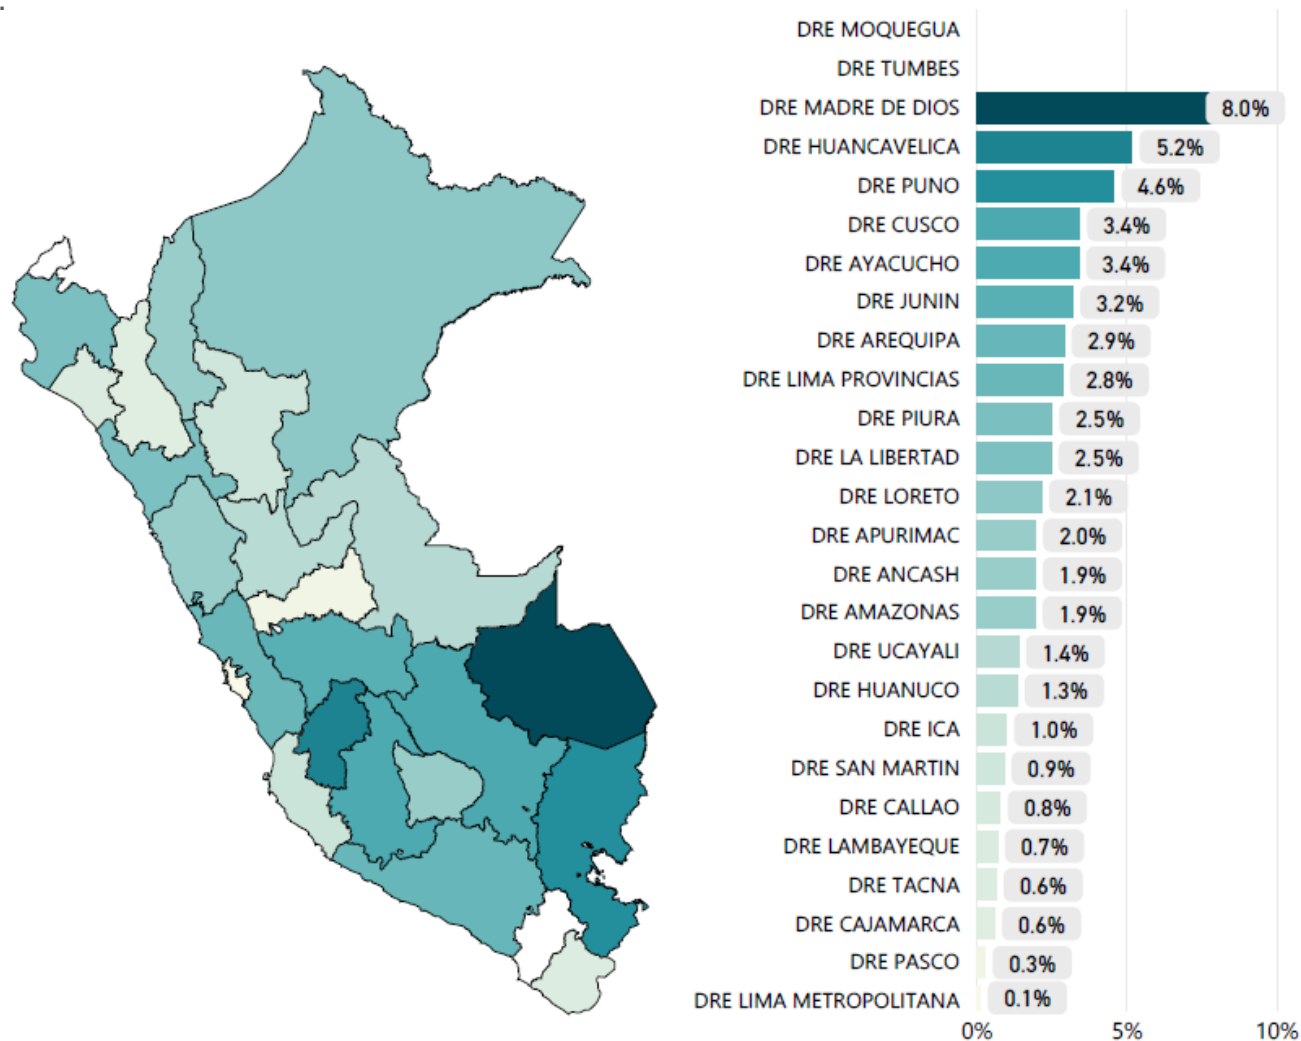 .
DRE MOQUEGUA
DRE TUMBES
DRE MADRE DE DIOS 8.0%
DRE HUANCAVELICA 5.2%
DRE PUNO 4.6%
DRE CUSCO 3.4%
DRE AYACUCHO 3.4%
DRE JUNIN 3.2%
DRE AREQUIPA 2.9%
DRE LIMA PROVINCIAS 2.8%
DRE PIURA 2.5%
DRE LA LIBERTAD 2.5%
DRE LORETO 2.1%
DRE APURIMAC 2.0%
DRE ANCASH 1.9%
DRE AMAZONAS 1.9%
DRE UCAYALI 1.4%
DRE HUANUCO 1.3%
DRE ICA 1.0%
DRE SAN MARTIN 0.9%
DRE CALLAO 0.8%
DRE LAMBAYEQUE 0.7%
DRE TACNA 0.6%
DRE CAJAMARCA 0.6%
DRE PASCO 0.3%
DRE LIMA METROPOLITANA 0.1%
0% 5% 10%